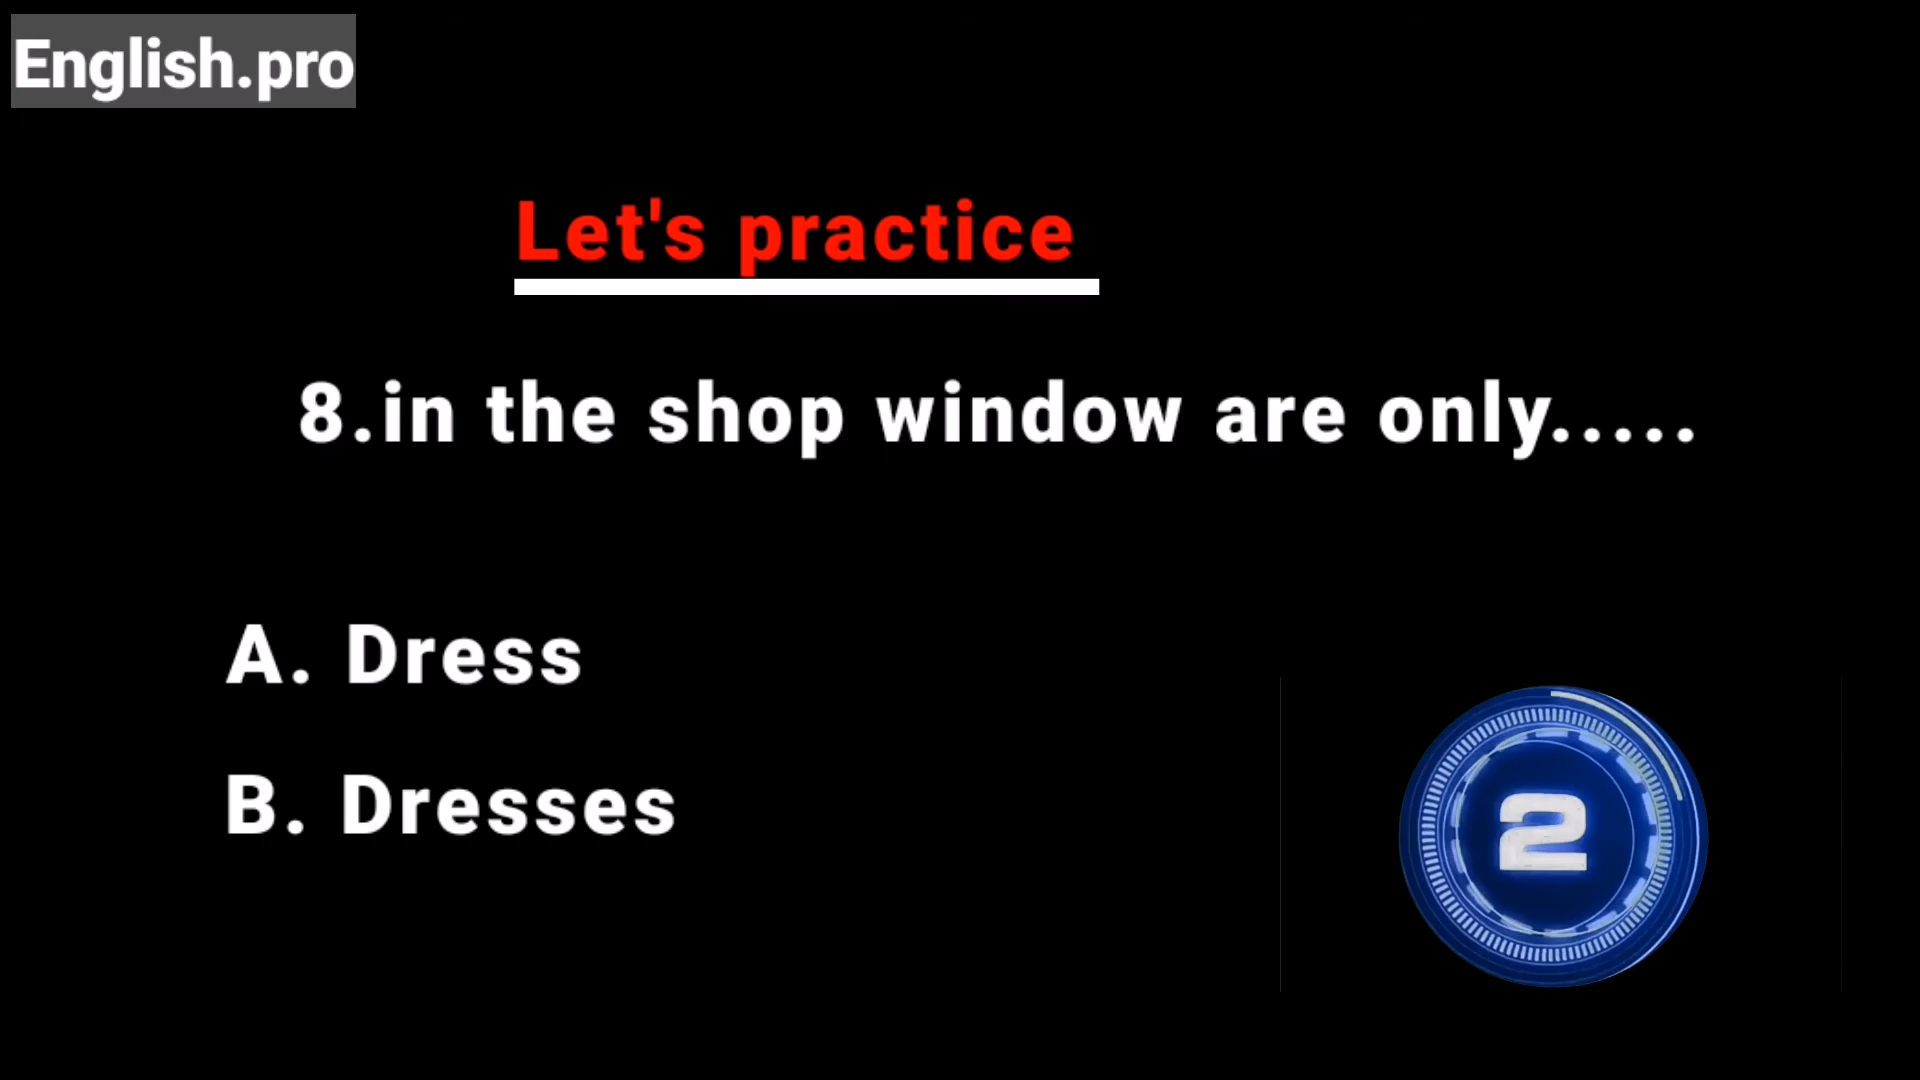 English.pro
Let's practice
8.in the shop window are only.....
A. Dress
B. Dresses
2